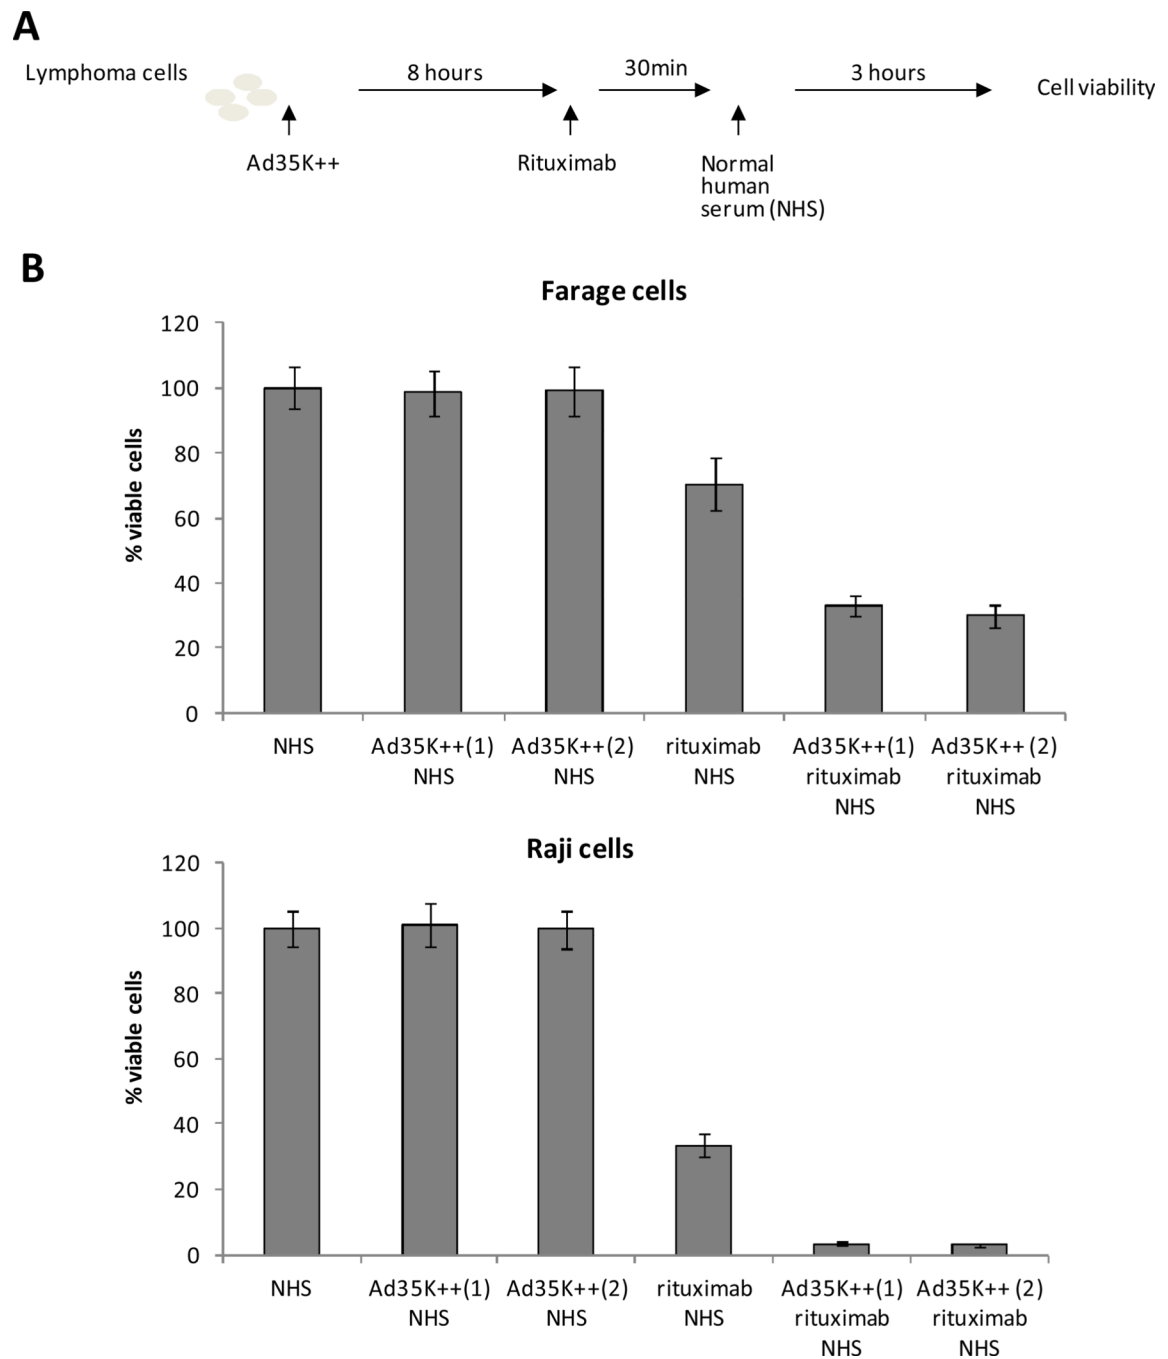 A
Lymphoma cells
8 hours
30min
3 hours
Cell viability
Ad35K++
Rituximab
Normal
human
serum (NHS)
B
Farage cells
% viable cells
120
100
80
60
40
20
0
NHS
Ad35K++(1)
NHS
Ad35K++(2)
NHS
rituximab
NHS
Ad35K++(1)
rituximab
NHS
Ad35K++ (2)
rituximab
NHS
Raji cells
% viable cells
120
100
80
60
40
20
0
NHS
Ad35K++(1)
NHS
Ad35K++(2)
NHS
rituximab
NHS
Ad35K++(1)
rituximab
NHS
Ad35K++ (2)
rituximab
NHS